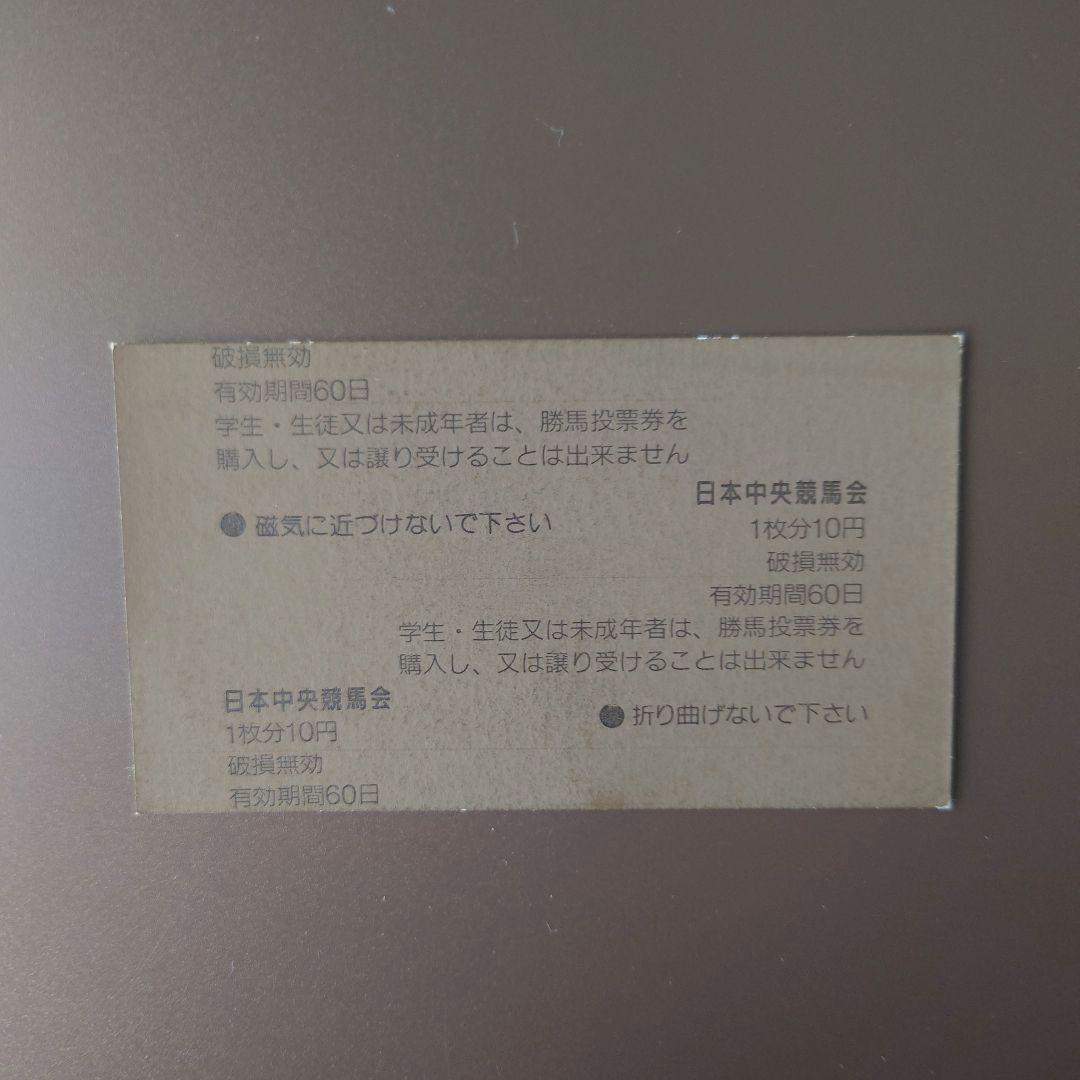 破損無効
有効期間60日
学生・生徒又は未成年者は、勝馬投票券を
購入し、又は譲り受けることは出来ません
● 磁気に近づけないで下さい
日本中央競馬会
1枚分10円
破損無効
有効期間60日
学生・生徒又は未成年者は、勝馬投票券を
購入し、又は譲り受けることは出来ません
● 折り曲げないで下さい
日本中央競馬会
1枚分10円
破損無効
有効期間60日